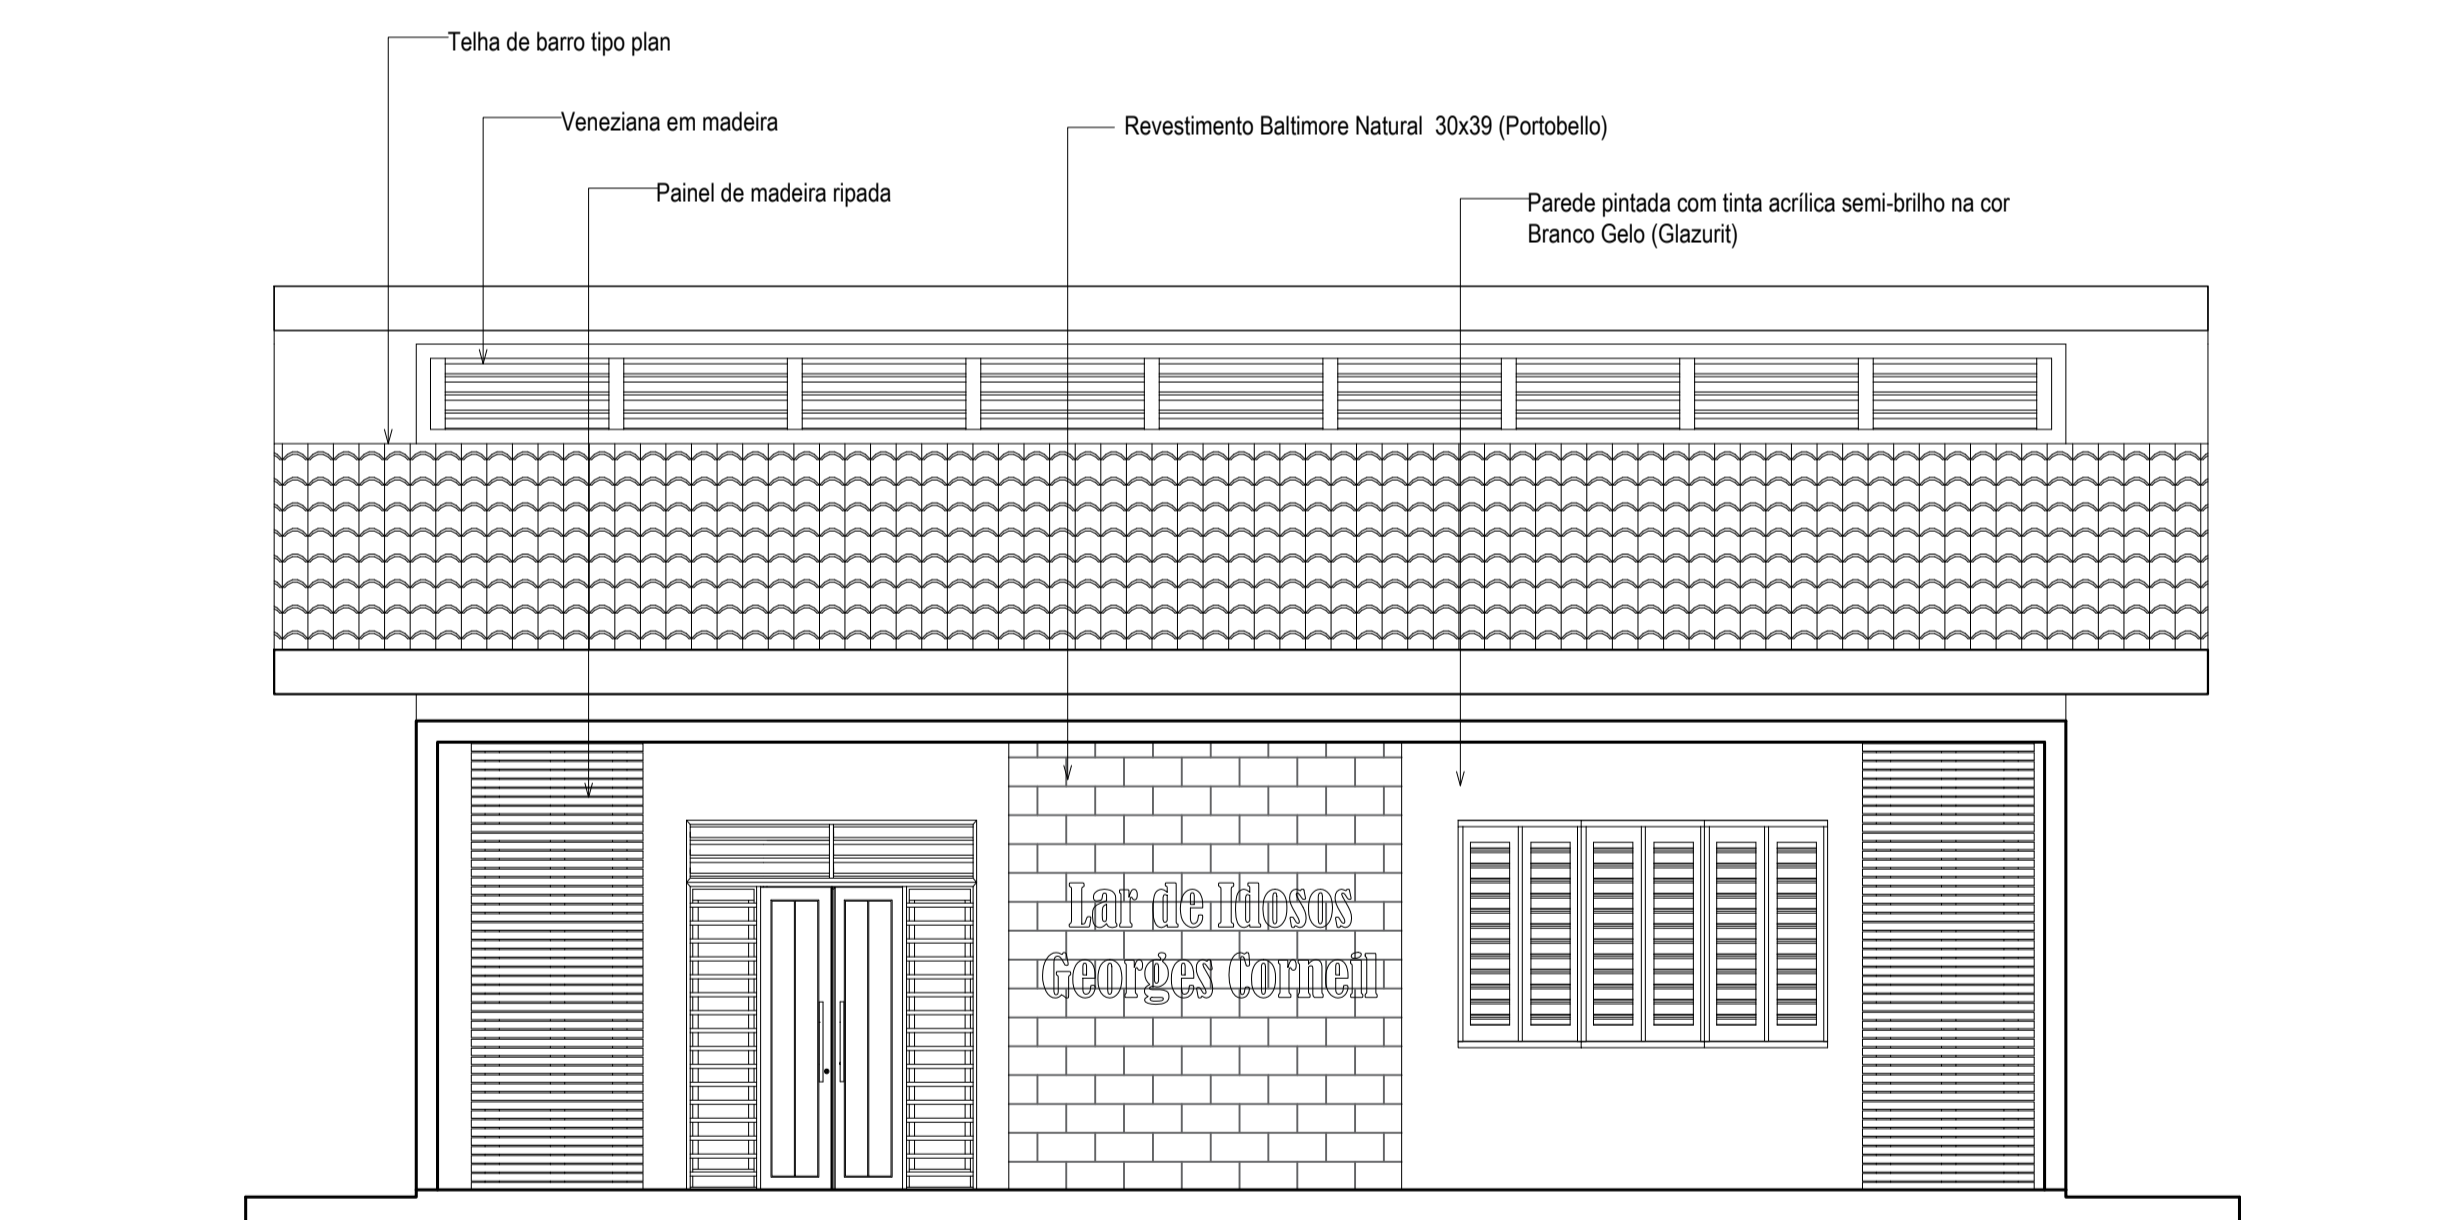 Telha de barro tipo plan
Veneziana em madeira
Revestimento Baltimore Natural  30x39 (Portobello)
Painel de madeira ripada
Parede pintada com tinta acrílica semi-brilho na cor
Branco Gelo (Glazurit)
Lar de Idosos
Georges Corneil